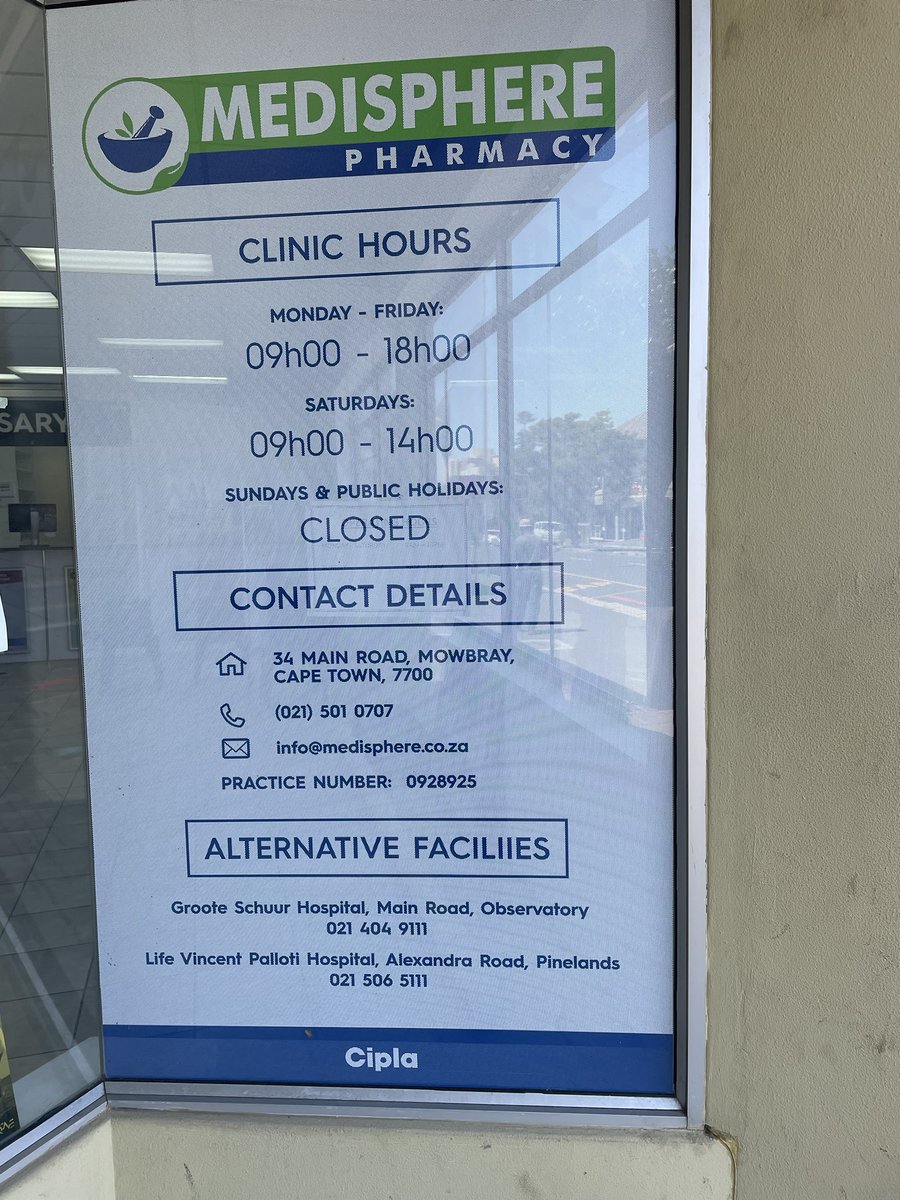 MEDISPHERE
PHARMACY
CLINIC HOURS
MONDAY - FRIDAY:
09h00 - 18h00
SATURDAYS:
09h00 - 14h00
SUNDAYS & PUBLIC HOLIDAYS:
CLOSED
CONTACT DETAILS
34 MAIN ROAD, MOWBRAY,
CAPE TOWN, 7700
(021) 501 0707
info@medisphere.co.za
PRACTICE NUMBER: 0928925
ALTERNATIVE FACILIIES
Groote Schuur Hospital, Main Road, Observatory
021 404 9111
Life Vincent Palloti Hospital, Alexandra Road, Pinelands
021 506 5111
Cipla
SARY